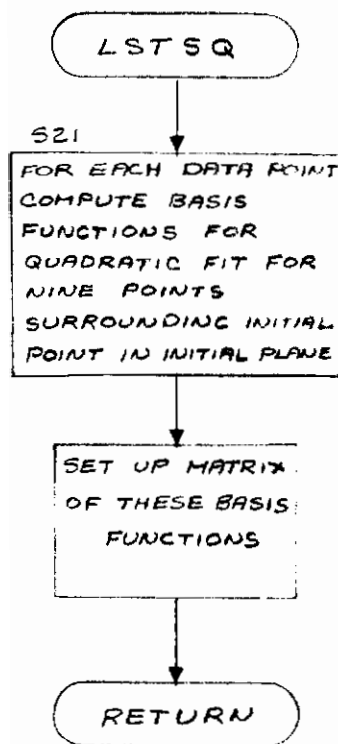 LSTSQ
S21
FOR EACH DATA POINT
COMPUTE BASIS
FUNCTIONS FOR
QUADRATIC FIT FOR
NINE POINTS
SURROUNDING INITIAL
POINT IN INITIAL PLANE
SET UP MATRIX
OF THESE BASIS
FUNCTIONS
RETURN